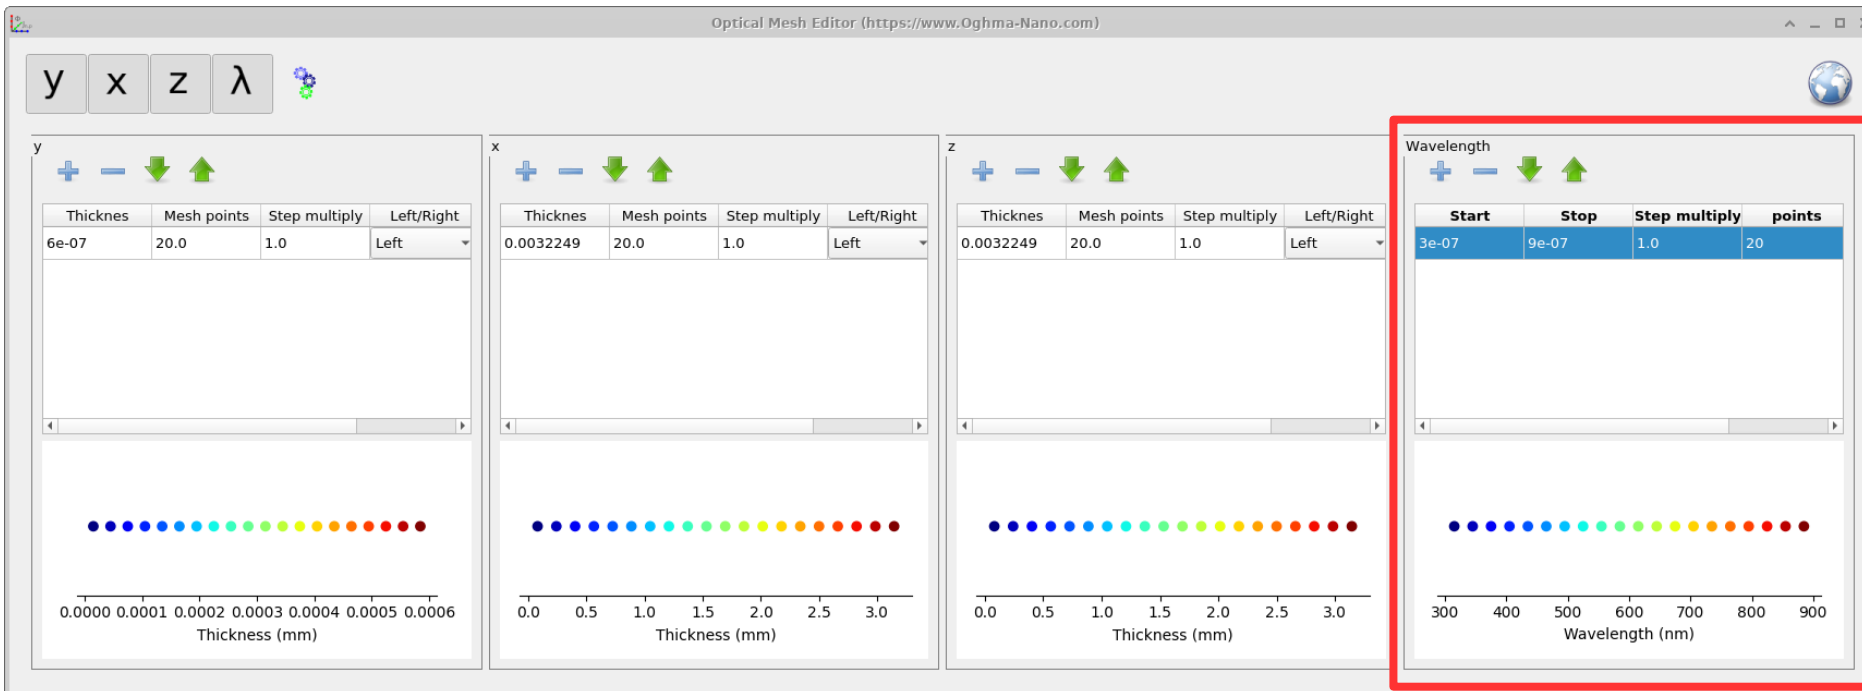 Optical Mesh Editor (https://www.Oghma-Nano.com)
y x z λ
y
Thicknes Mesh points Step multiply Left/Right
6e-07 20.0 1.0 Left
0.0000 0.0001 0.0002 0.0003 0.0004 0.0005 0.0006
Thickness (mm)
x
Thicknes Mesh points Step multiply Left/Right
0.0032249 20.0 1.0 Left
0.0 0.5 1.0 1.5 2.0 2.5 3.0
Thickness (mm)
z
Thicknes Mesh points Step multiply Left/Right
0.0032249 20.0 1.0 Left
0.0 0.5 1.0 1.5 2.0 2.5 3.0
Thickness (mm)
Wavelength
Start Stop Step multiply points
3e-07 9e-07 1.0 20
300 400 500 600 700 800 900
Wavelength (nm)